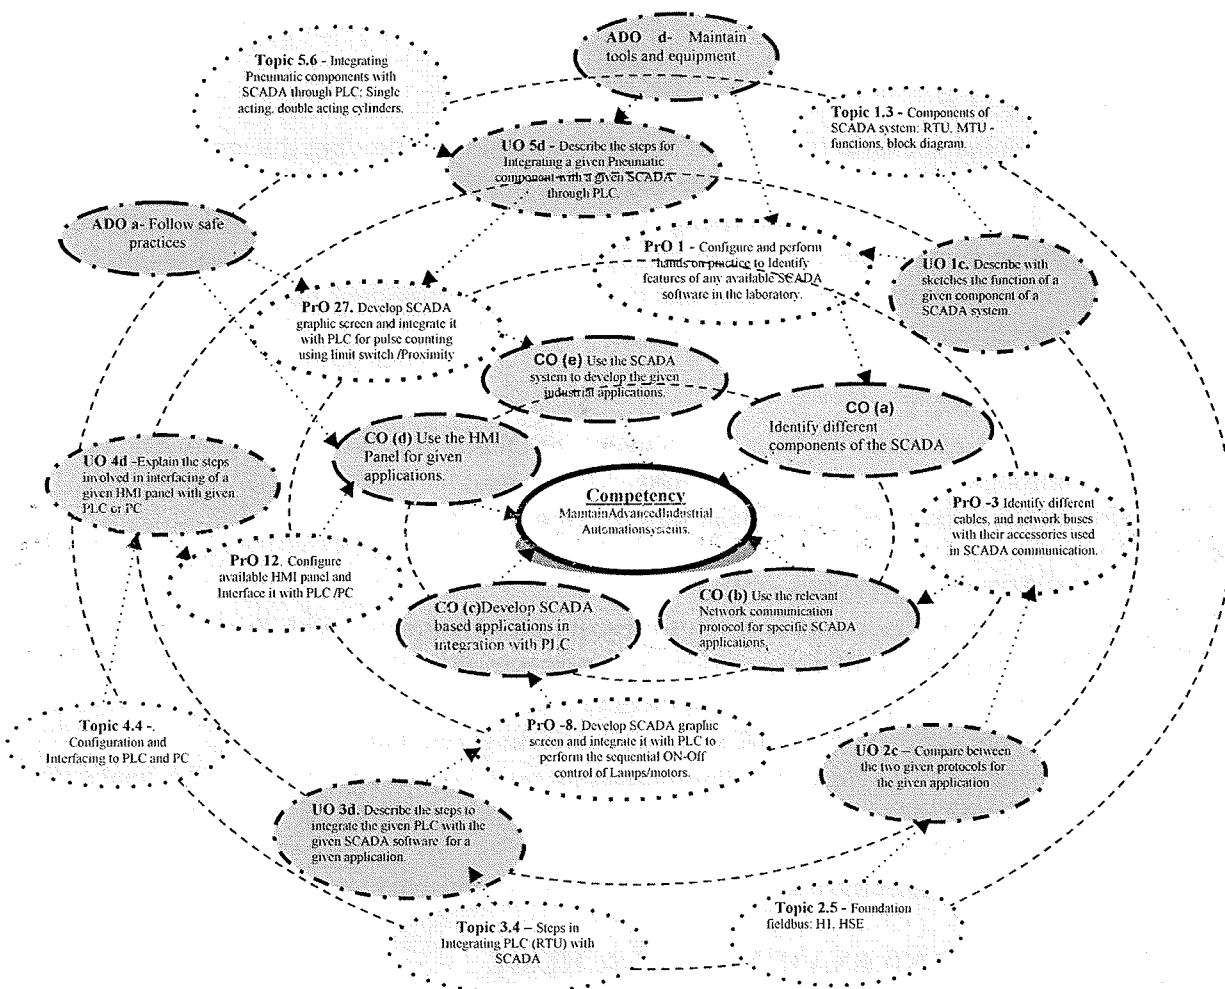 ADO d- Maintain
tools and equipment.
Topic 5.6 - Integrating
Pneumatic components with
SCADA through PLC: Single
acting, double acting cylinders.
Topic 1.3 - Components of
SCADA system: RTU, MTU -
functions, block diagram.
UO 5d - Describe the steps for
Integrating a given Pneumatic
component with a given SCADA
through PLC.
ADO a- Follow safe
practices
PrO 1 - Configure and perform
hands on practice to Identify
features of any available SCADA
software in the laboratory.
UO 1c. Describe with
sketches the function of a
given component of a
SCADA system.
PrO 27. Develop SCADA
graphic screen and integrate it
with PLC for pulse counting
using limit switch /Proximity
CO (e) Use the SCADA
system to develop the given
industrial applications.
CO (a)
Identify different
components of the SCADA
CO (d) Use the HMI
Panel for given
applications.
UO 4d -Explain the steps
involved in interfacing of a
given HMI panel with given
PLC or PC
Competency
MaintainAdvancedIndustrial
Automationsystems.
PrO -3 Identify different
cables, and network buses
with their accessories used
in SCADA communication.
PrO 12. Configure
available HMI panel and
Interface it with PLC /PC
CO (c)Develop SCADA
based applications in
integration with PLC
CO (b) Use the relevant
Network communication
protocol for specific SCADA
applications.
Topic 4.4 -.
Configuration and
Interfacing to PLC and PC
PrO -8. Develop SCADA graphic
screen and integrate it with PLC to
perform the sequential ON-Off
control of Lamps/motors.
UO 2c – Compare between
the two given protocols for
the given application
UO 3d. Describe the steps to
integrate the given PLC with the
given SCADA software for a
given application.
Topic 2.5 - Foundation
fieldbus: H1, HSE
Topic 3.4 – Steps in
Integrating PLC (RTU) with
SCADA